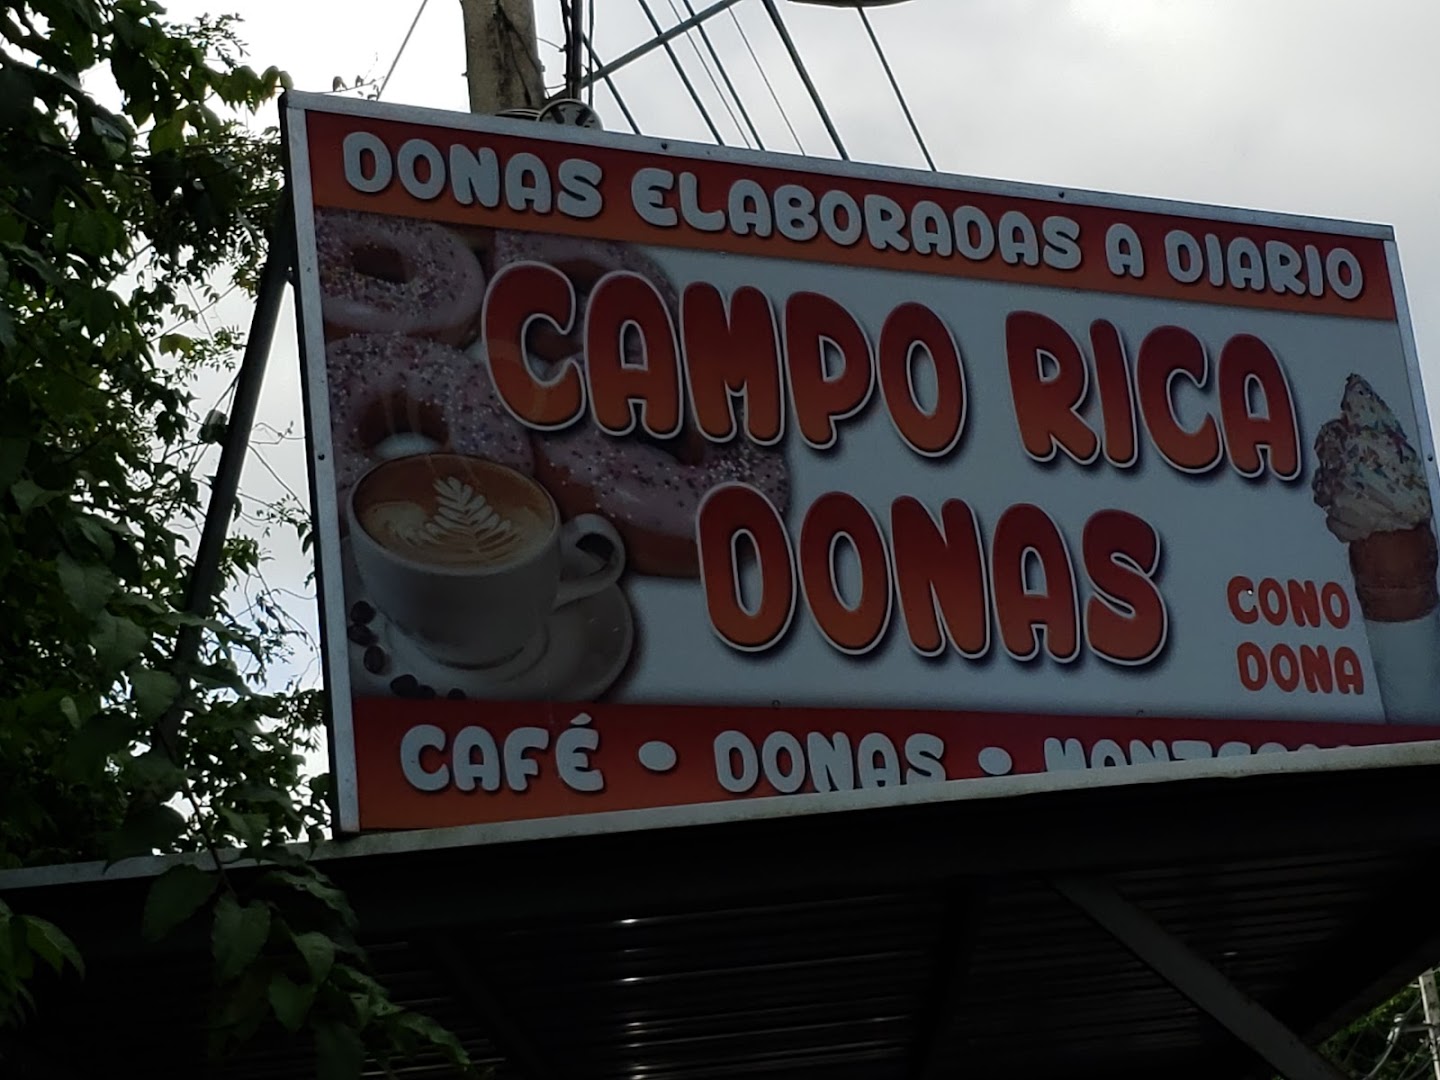 DONAS ELABORADAS A DIARIO
CAMPO RICA
DONAS
CONO
DONA
CAFÉ • DONAS •